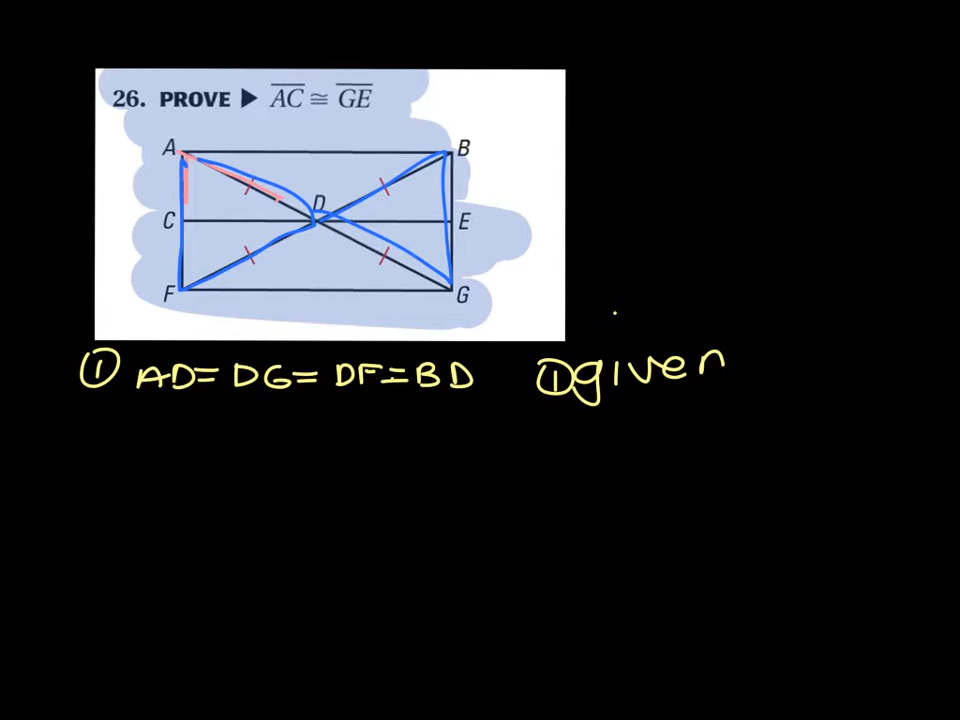 26. PROVE ▶ AC ≅ GE
A B
D
C E
F G
① AD = DG = DF = BD ① given